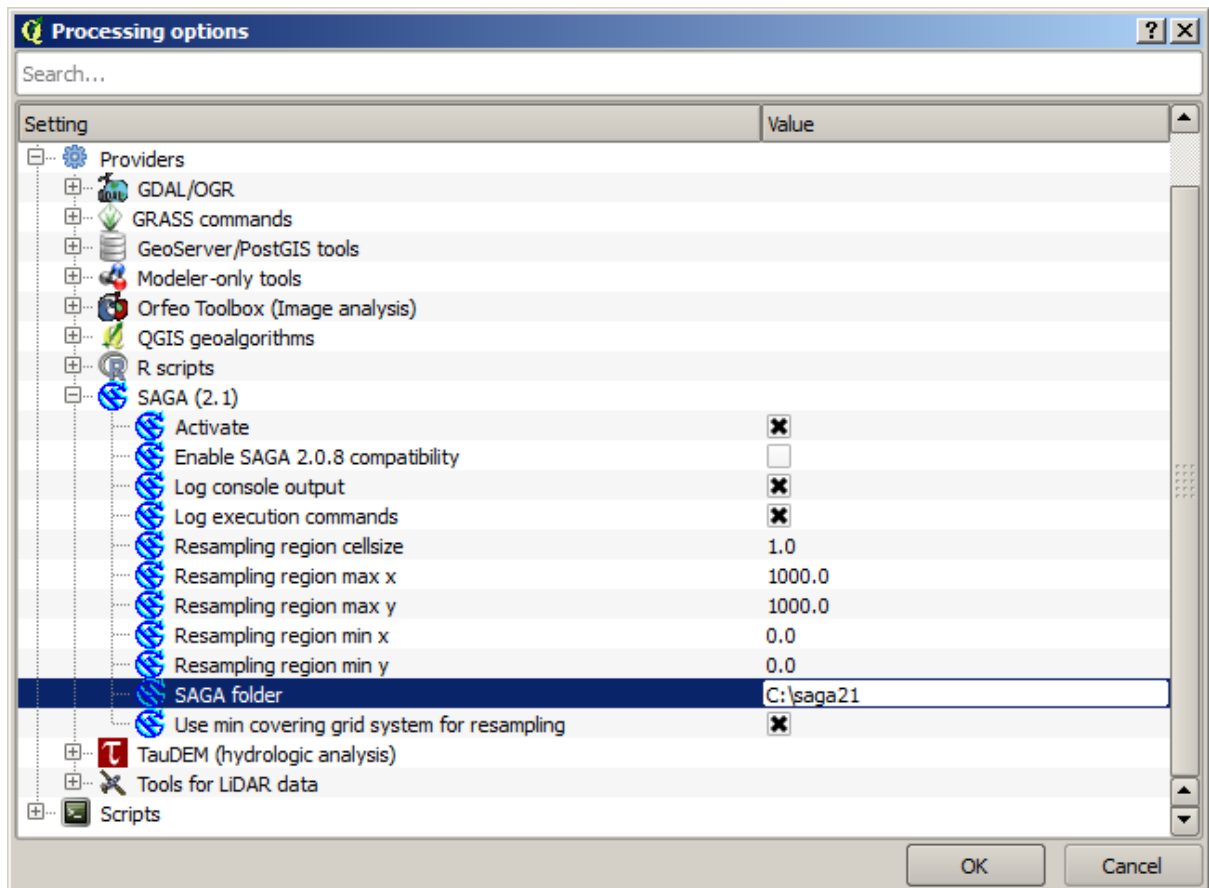 Processing options
Search...
Setting Value
Providers
GDAL/OGR
GRASS commands
GeoServer/PostGIS tools
Modeler-only tools
Orfeo Toolbox (Image analysis)
QGIS geoalgorithms
R scripts
SAGA (2.1)
Activate
Enable SAGA 2.0.8 compatibility
Log console output
Log execution commands
Resampling region cellsize 1.0
Resampling region max x 1000.0
Resampling region max y 1000.0
Resampling region min x 0.0
Resampling region min y 0.0
SAGA folder C:\saga21
Use min covering grid system for resampling
TauDEM (hydrologic analysis)
Tools for LiDAR data
Scripts
OK Cancel